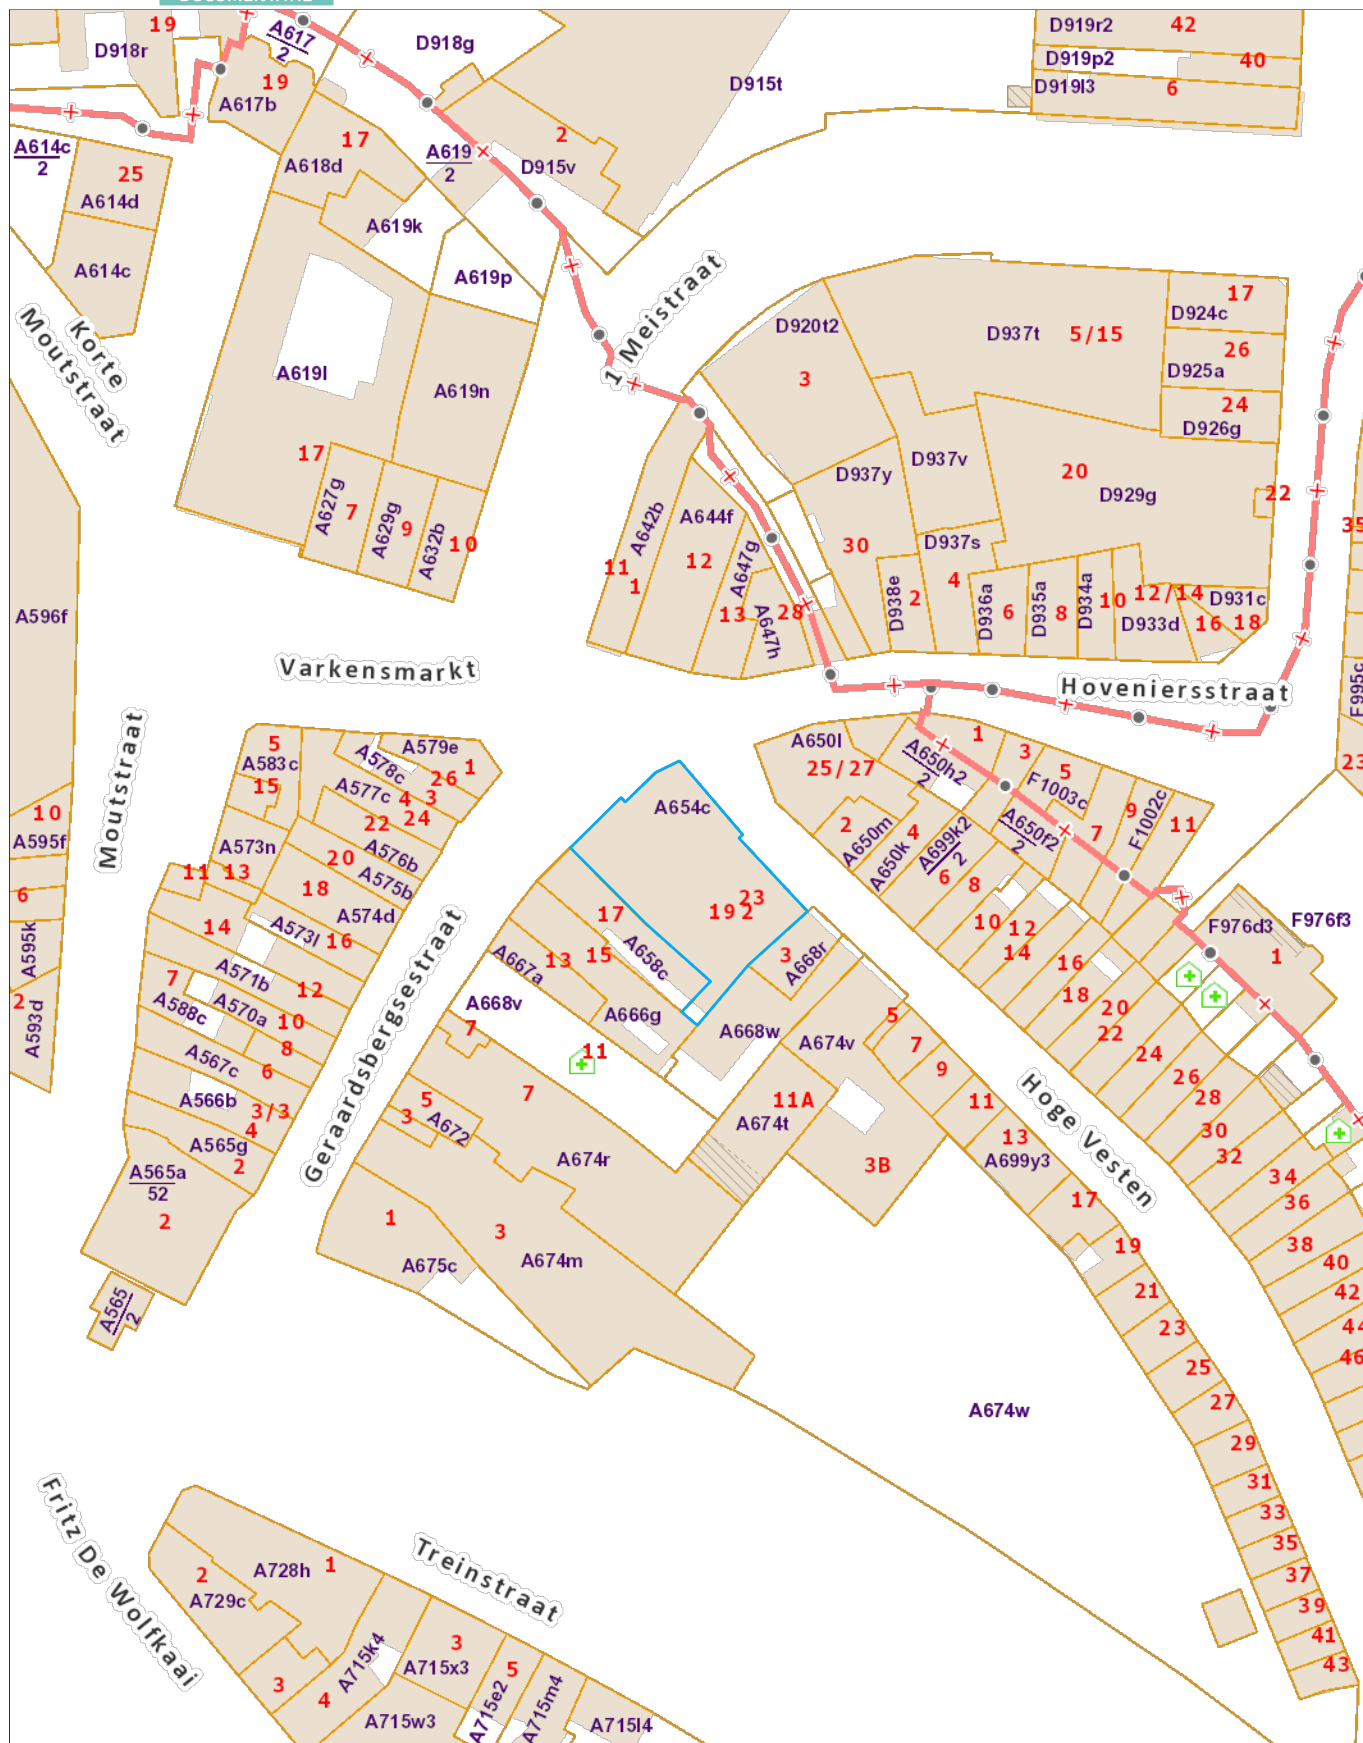 19
D918r
A617
2
D918g
D919r2
42
D919p2
40
D919l3
6
19
A617b
D915t
A614c
2
17
A618d
A619
2
2
D915v
25
A614d
A619k
A614c
A619p
1 Meistraat
Korte
Moutstraat
A619l
A619n
D920t2
3
D937t
5/15
17
D924c
26
D925a
24
D926g
17
A627g
7
A629g
9
A632b
10
A642b
A644f
12
A647g
11
1
13
28
A647h
D937y
D937v
30
D937s
4
D938e
2
20
D929g
22
35
D936a
6
D935a
8
D934a
10
12/14
D933d
D931c
16
18
A596f
Varkensmarkt
Hoveniersstraat
F995c
23
Moutstraat
5
A583c
15
A579e
1
A578c
26
A577c
4
3
22
24
A576b
20
A575b
18
A574d
A573n
11
13
14
A573l
16
A571b
12
7
A588c
A570a
10
8
A567c
6
A566b
3/3
4
A565g
2
A565a
52
2
A565
2
10
A595f
6
A595k
2
A593d
A654c
23
19
2
17
15
A658c
13
A667a
A668v
A666g
3
A668r
A668w
A650l
25/27
A650h2
2
1
3
5
F1003c
2
A650m
4
A650k
A699k2
2
A650f2
2
7
9
F1002c
11
6
8
10
12
14
16
18
20
22
24
26
28
30
32
34
36
38
40
42
44
46
F976d3
F976f3
1
Geraardsbergsestraat
7
11
7
5
3
A672
A674r
A674v
11A
A674t
3B
5
7
9
11
13
A699y3
17
19
21
23
25
27
29
31
33
35
37
39
41
43
Hoge Vesten
1
A675c
3
A674m
A674w
Fritz De Wolfkaai
Treinstraat
2
A729c
A728h
1
3
4
A715k4
3
A715x3
A715w3
5
A715e2
A715m4
A715l4